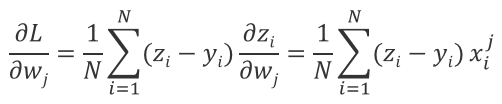 ∂L/∂w_j = 1/N ∑_{i=1}^{N} (z_i − y_i) ∂z_i/∂w_j = 1/N ∑_{i=1}^{N} (z_i − y_i) x_i^j